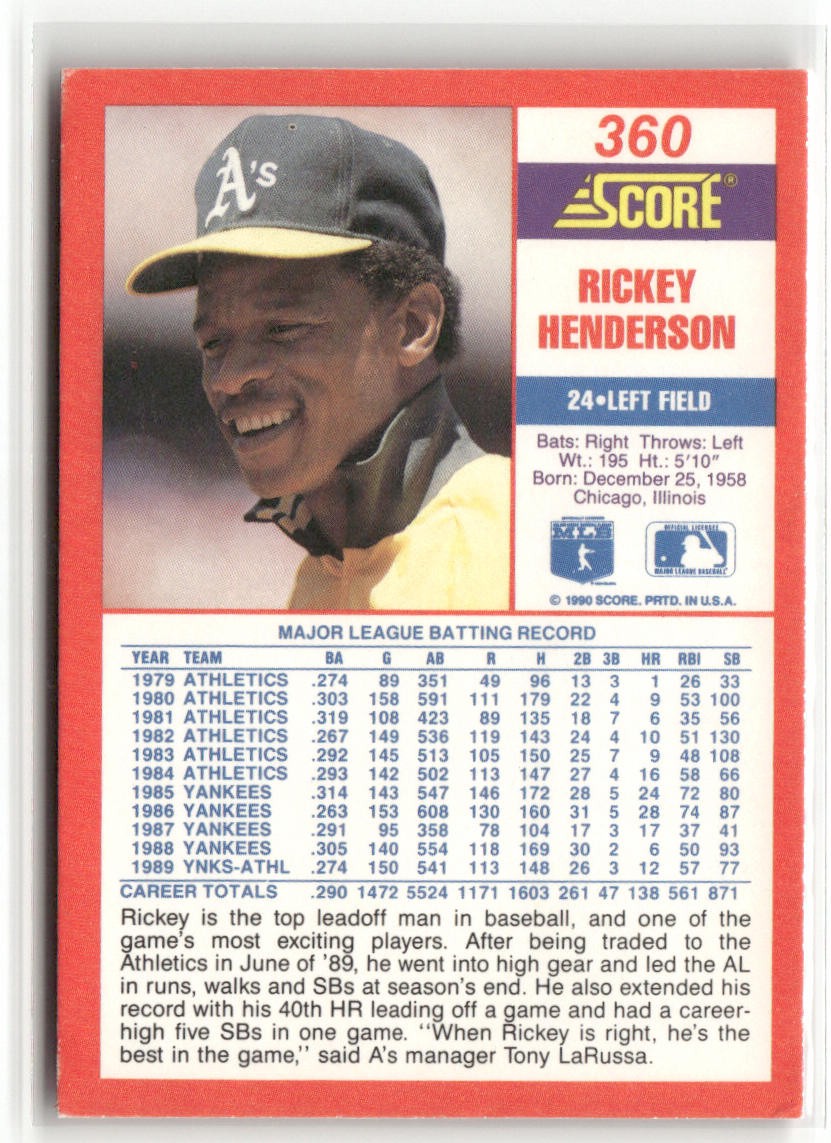 A's
360
SCORE®
RICKEY
HENDERSON
24•LEFT FIELD
Bats: Right Throws: Left
Wt.: 195 Ht.: 5'10"
Born: December 25, 1958
Chicago, Illinois
OFFICIAL LICENSEE
MAJOR LEAGUE BASEBALL
© 1990 SCORE. PRTD. IN U.S.A.
MAJOR LEAGUE BATTING RECORD
YEAR TEAM BA G AB R H 2B 3B HR RBI SB
1979 ATHLETICS .274 89 351 49 96 13 3 1 26 33
1980 ATHLETICS .303 158 591 111 179 22 4 9 53 100
1981 ATHLETICS .319 108 423 89 135 18 7 6 35 56
1982 ATHLETICS .267 149 536 119 143 24 4 10 51 130
1983 ATHLETICS .292 145 513 105 150 25 7 9 48 108
1984 ATHLETICS .293 142 502 113 147 27 4 16 58 66
1985 YANKEES .314 143 547 146 172 28 5 24 72 80
1986 YANKEES .263 153 608 130 160 31 5 28 74 87
1987 YANKEES .291 95 358 78 104 17 3 17 37 41
1988 YANKEES .305 140 554 118 169 30 2 6 50 93
1989 YNKS-ATHL .274 150 541 113 148 26 3 12 57 77
CAREER TOTALS .290 1472 5524 1171 1603 261 47 138 561 871
Rickey is the top leadoff man in baseball, and one of the
game's most exciting players. After being traded to the
Athletics in June of '89, he went into high gear and led the AL
in runs, walks and SBs at season's end. He also extended his
record with his 40th HR leading off a game and had a career-
high five SBs in one game. "When Rickey is right, he's the
best in the game," said A's manager Tony LaRussa.